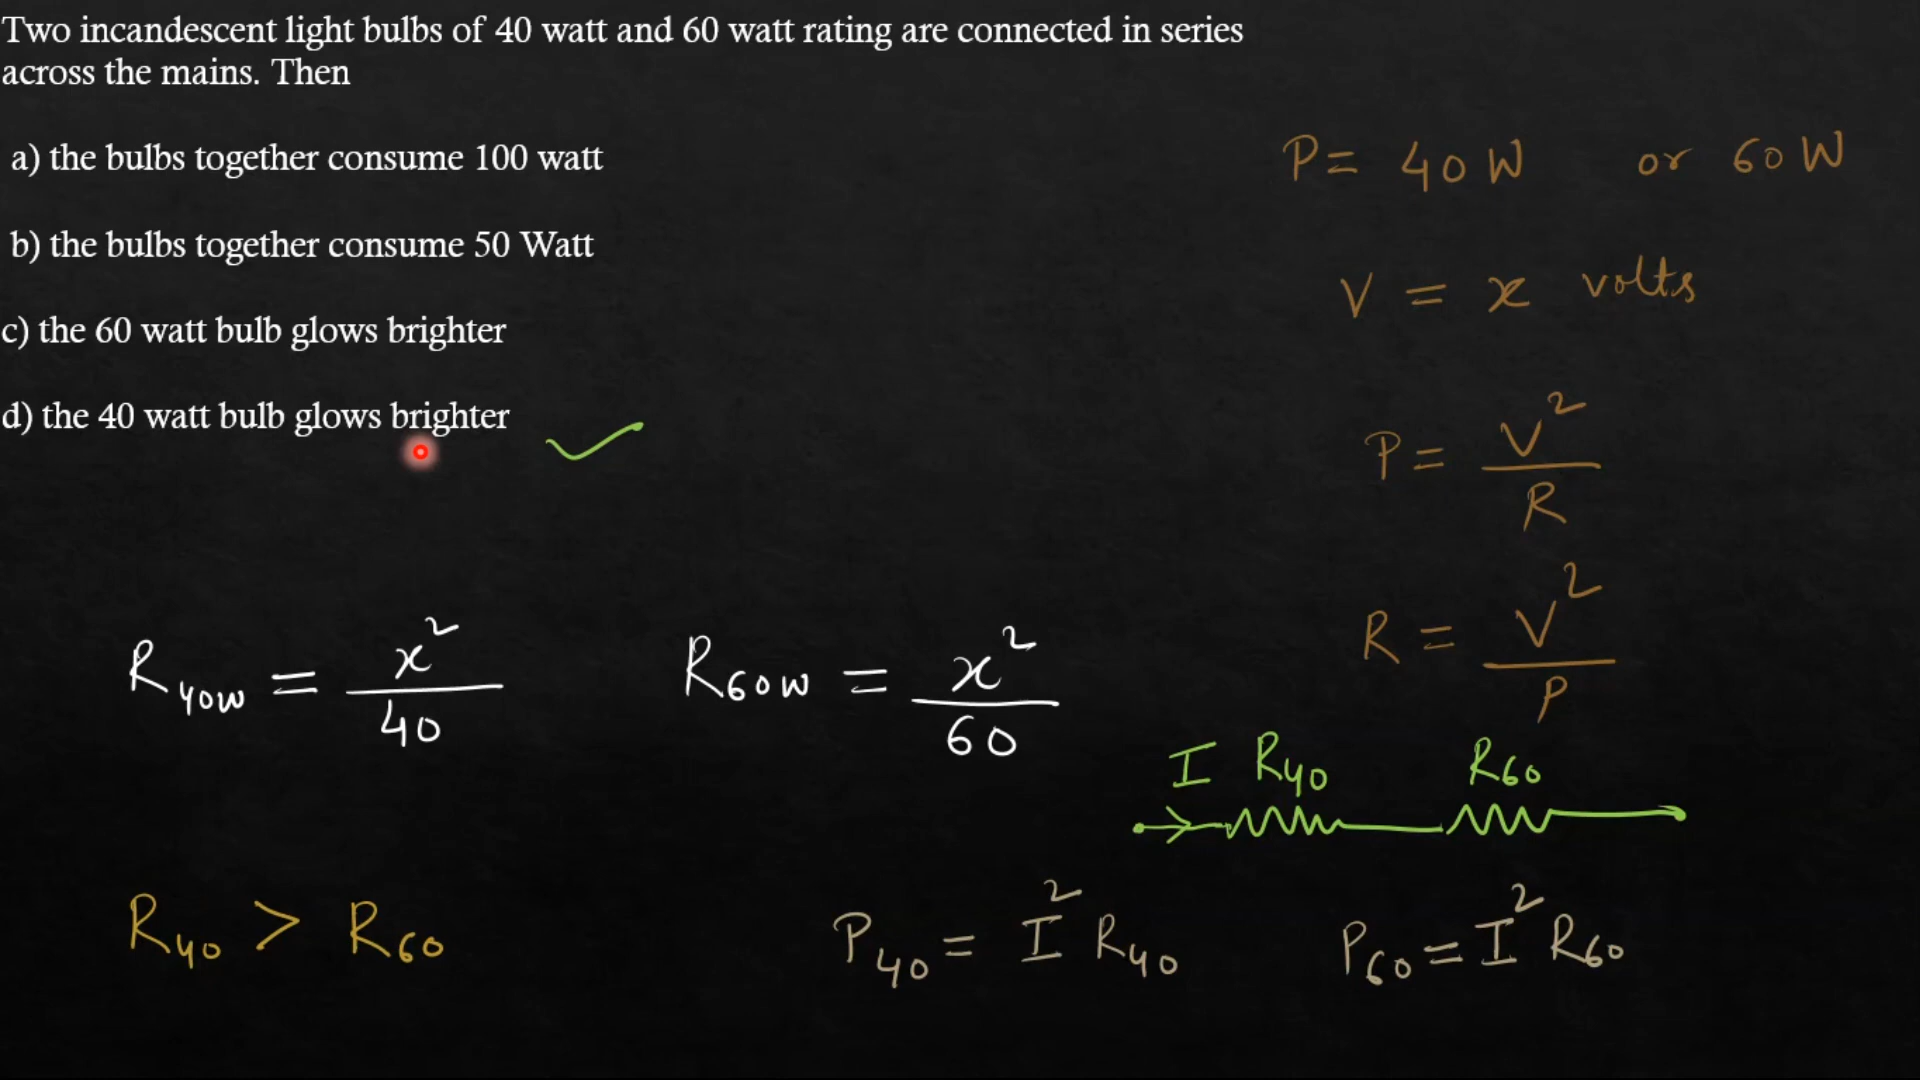 Two incandescent light bulbs of 40 watt and 60 watt rating are connected in series
across the mains. Then
a) the bulbs together consume 100 watt
b) the bulbs together consume 50 Watt
c) the 60 watt bulb glows brighter
d) the 40 watt bulb glows brighter
P = 40 W or 60 W
V = x volts
P = V² / R
R = V² / P
R40W = x² / 40
R60W = x² / 60
I R40 R60
R40 > R60
P40 = I² R40
P60 = I² R60